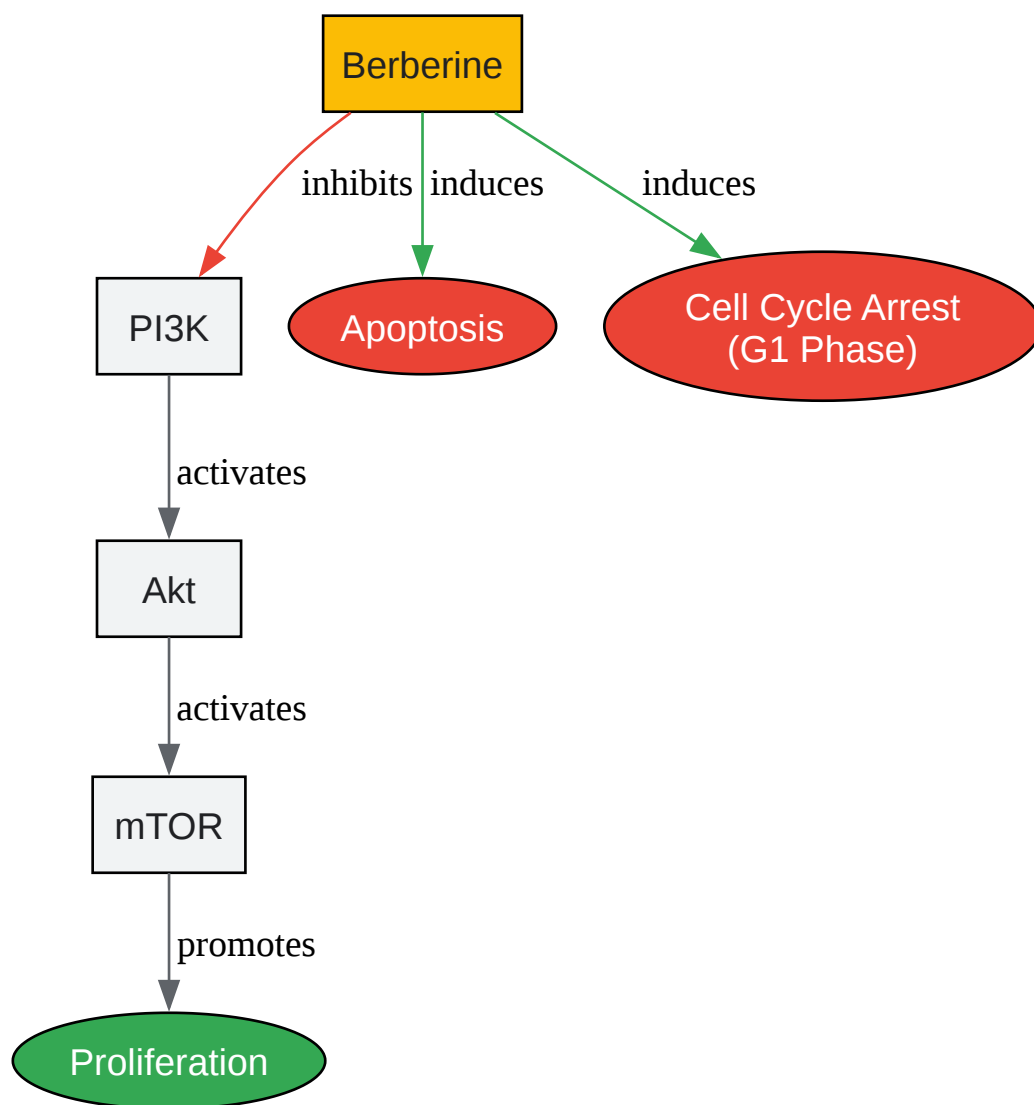 Berberine
inhibits
induces
induces
PI3K
Apoptosis
Cell Cycle Arrest
(G1 Phase)
activates
Akt
activates
mTOR
promotes
Proliferation